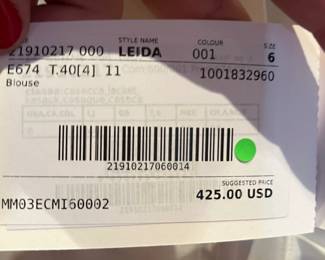 STYLE NAME COLOUR SIZE
21910217 000 LEIDA 001 6
E674 T.40[4] 11 1001832960
Blouse
21910217060014
SUGGESTED PRICE
425.00 USD
MM03ECMI60002